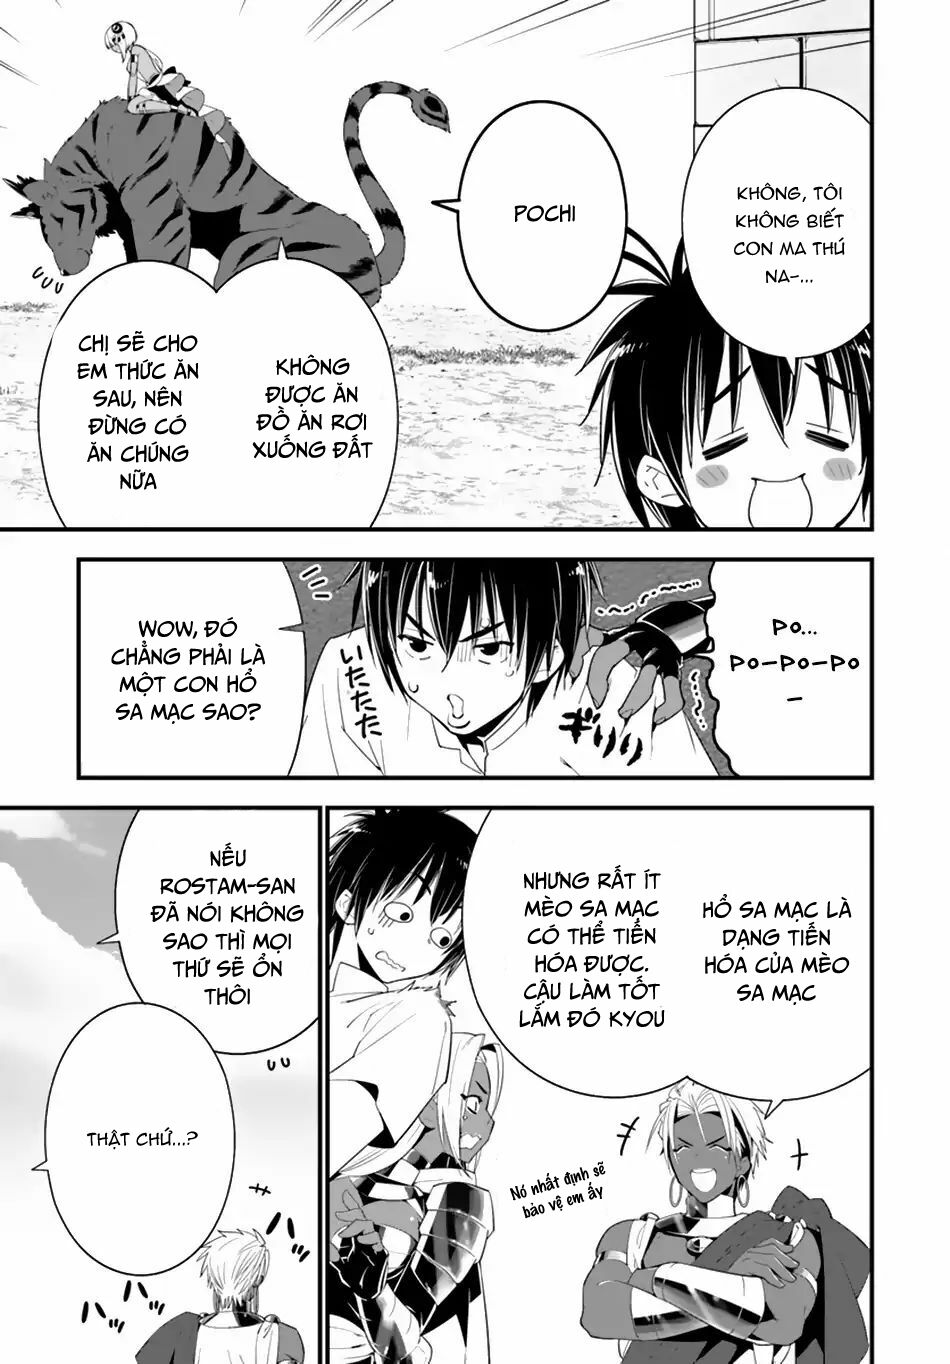 KHÔNG, TÔI
KHÔNG BIẾT
CON MA THÚ
NA-...
POCHI
KHÔNG
ĐƯỢC ĂN
ĐỒ ĂN RƠI
XUỐNG ĐẤT
CHỊ SẼ CHO
EM THỨC ĂN
SAU, NÊN
ĐỪNG CÓ
ĂN CHÚNG
NỮA
PO...
PO-PO-PO
-
ギリリ
いたたた
WOW, ĐÓ
CHẲNG PHẢI LÀ
MỘT CON HỔ
SA MẠC SAO?
HỔ SA MẠC LÀ
DẠNG TIẾN
HÓA CỦA MÈO
SA MẠC
NHƯNG RẤT ÍT
MÈO SA MẠC
CÓ THỂ TIẾN
HÓA ĐƯỢC.
CẬU LÀM TỐT
LẮM ĐÓ KYOU
Nó nhất định sẽ
bảo vệ em ấy
NẾU
ROSTAM-SAN
ĐÃ NÓI KHÔNG
SAO THÌ MỌI
THỨ SẼ ỔN
THÔI
THẬT CHỨ...?